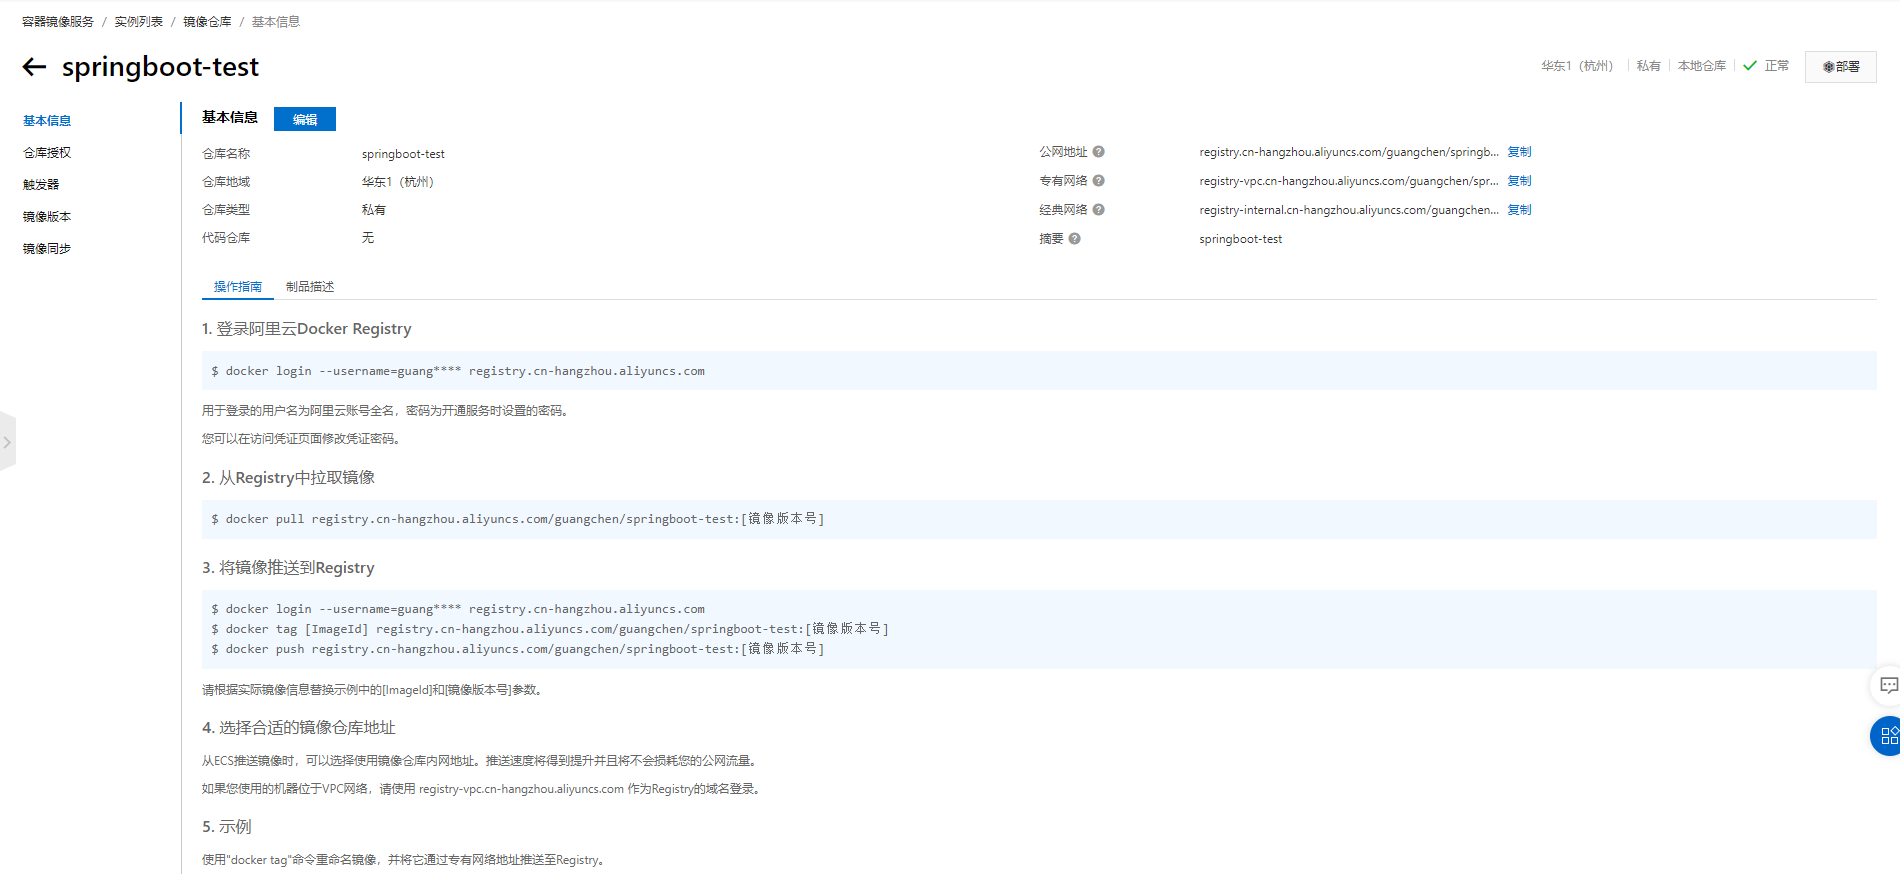 容器镜像服务 / 实例列表 / 镜像仓库 / 基本信息
springboot-test
华东1（杭州） 私有 本地仓库 正常 部署
基本信息
仓库授权
触发器
镜像版本
镜像同步
基本信息 编辑
仓库名称 springboot-test
仓库地域 华东1（杭州）
仓库类型 私有
代码仓库 无
公网地址 registry.cn-hangzhou.aliyuncs.com/guangchen/springb... 复制
专有网络 registry-vpc.cn-hangzhou.aliyuncs.com/guangchen/spr... 复制
经典网络 registry-internal.cn-hangzhou.aliyuncs.com/guangchen... 复制
摘要 springboot-test
操作指南 制品描述
1. 登录阿里云Docker Registry
$ docker login --username=guang**** registry.cn-hangzhou.aliyuncs.com
用于登录的用户名为阿里云账号全名，密码为开通服务时设置的密码。
您可以在访问凭证页面修改凭证密码。
2. 从Registry中拉取镜像
$ docker pull registry.cn-hangzhou.aliyuncs.com/guangchen/springboot-test:[镜像版本号]
3. 将镜像推送到Registry
$ docker login --username=guang**** registry.cn-hangzhou.aliyuncs.com
$ docker tag [ImageId] registry.cn-hangzhou.aliyuncs.com/guangchen/springboot-test:[镜像版本号]
$ docker push registry.cn-hangzhou.aliyuncs.com/guangchen/springboot-test:[镜像版本号]
请根据实际镜像信息替换示例中的[ImageId]和[镜像版本号]参数。
4. 选择合适的镜像仓库地址
从ECS推送镜像时，可以选择使用镜像仓库内网地址。推送速度将得到提升并且将不会损耗您的公网流量。
如果您使用的机器位于VPC网络，请使用 registry-vpc.cn-hangzhou.aliyuncs.com 作为Registry的域名登录。
5. 示例
使用"docker tag"命令重命名镜像，并将它通过专有网络地址推送至Registry。